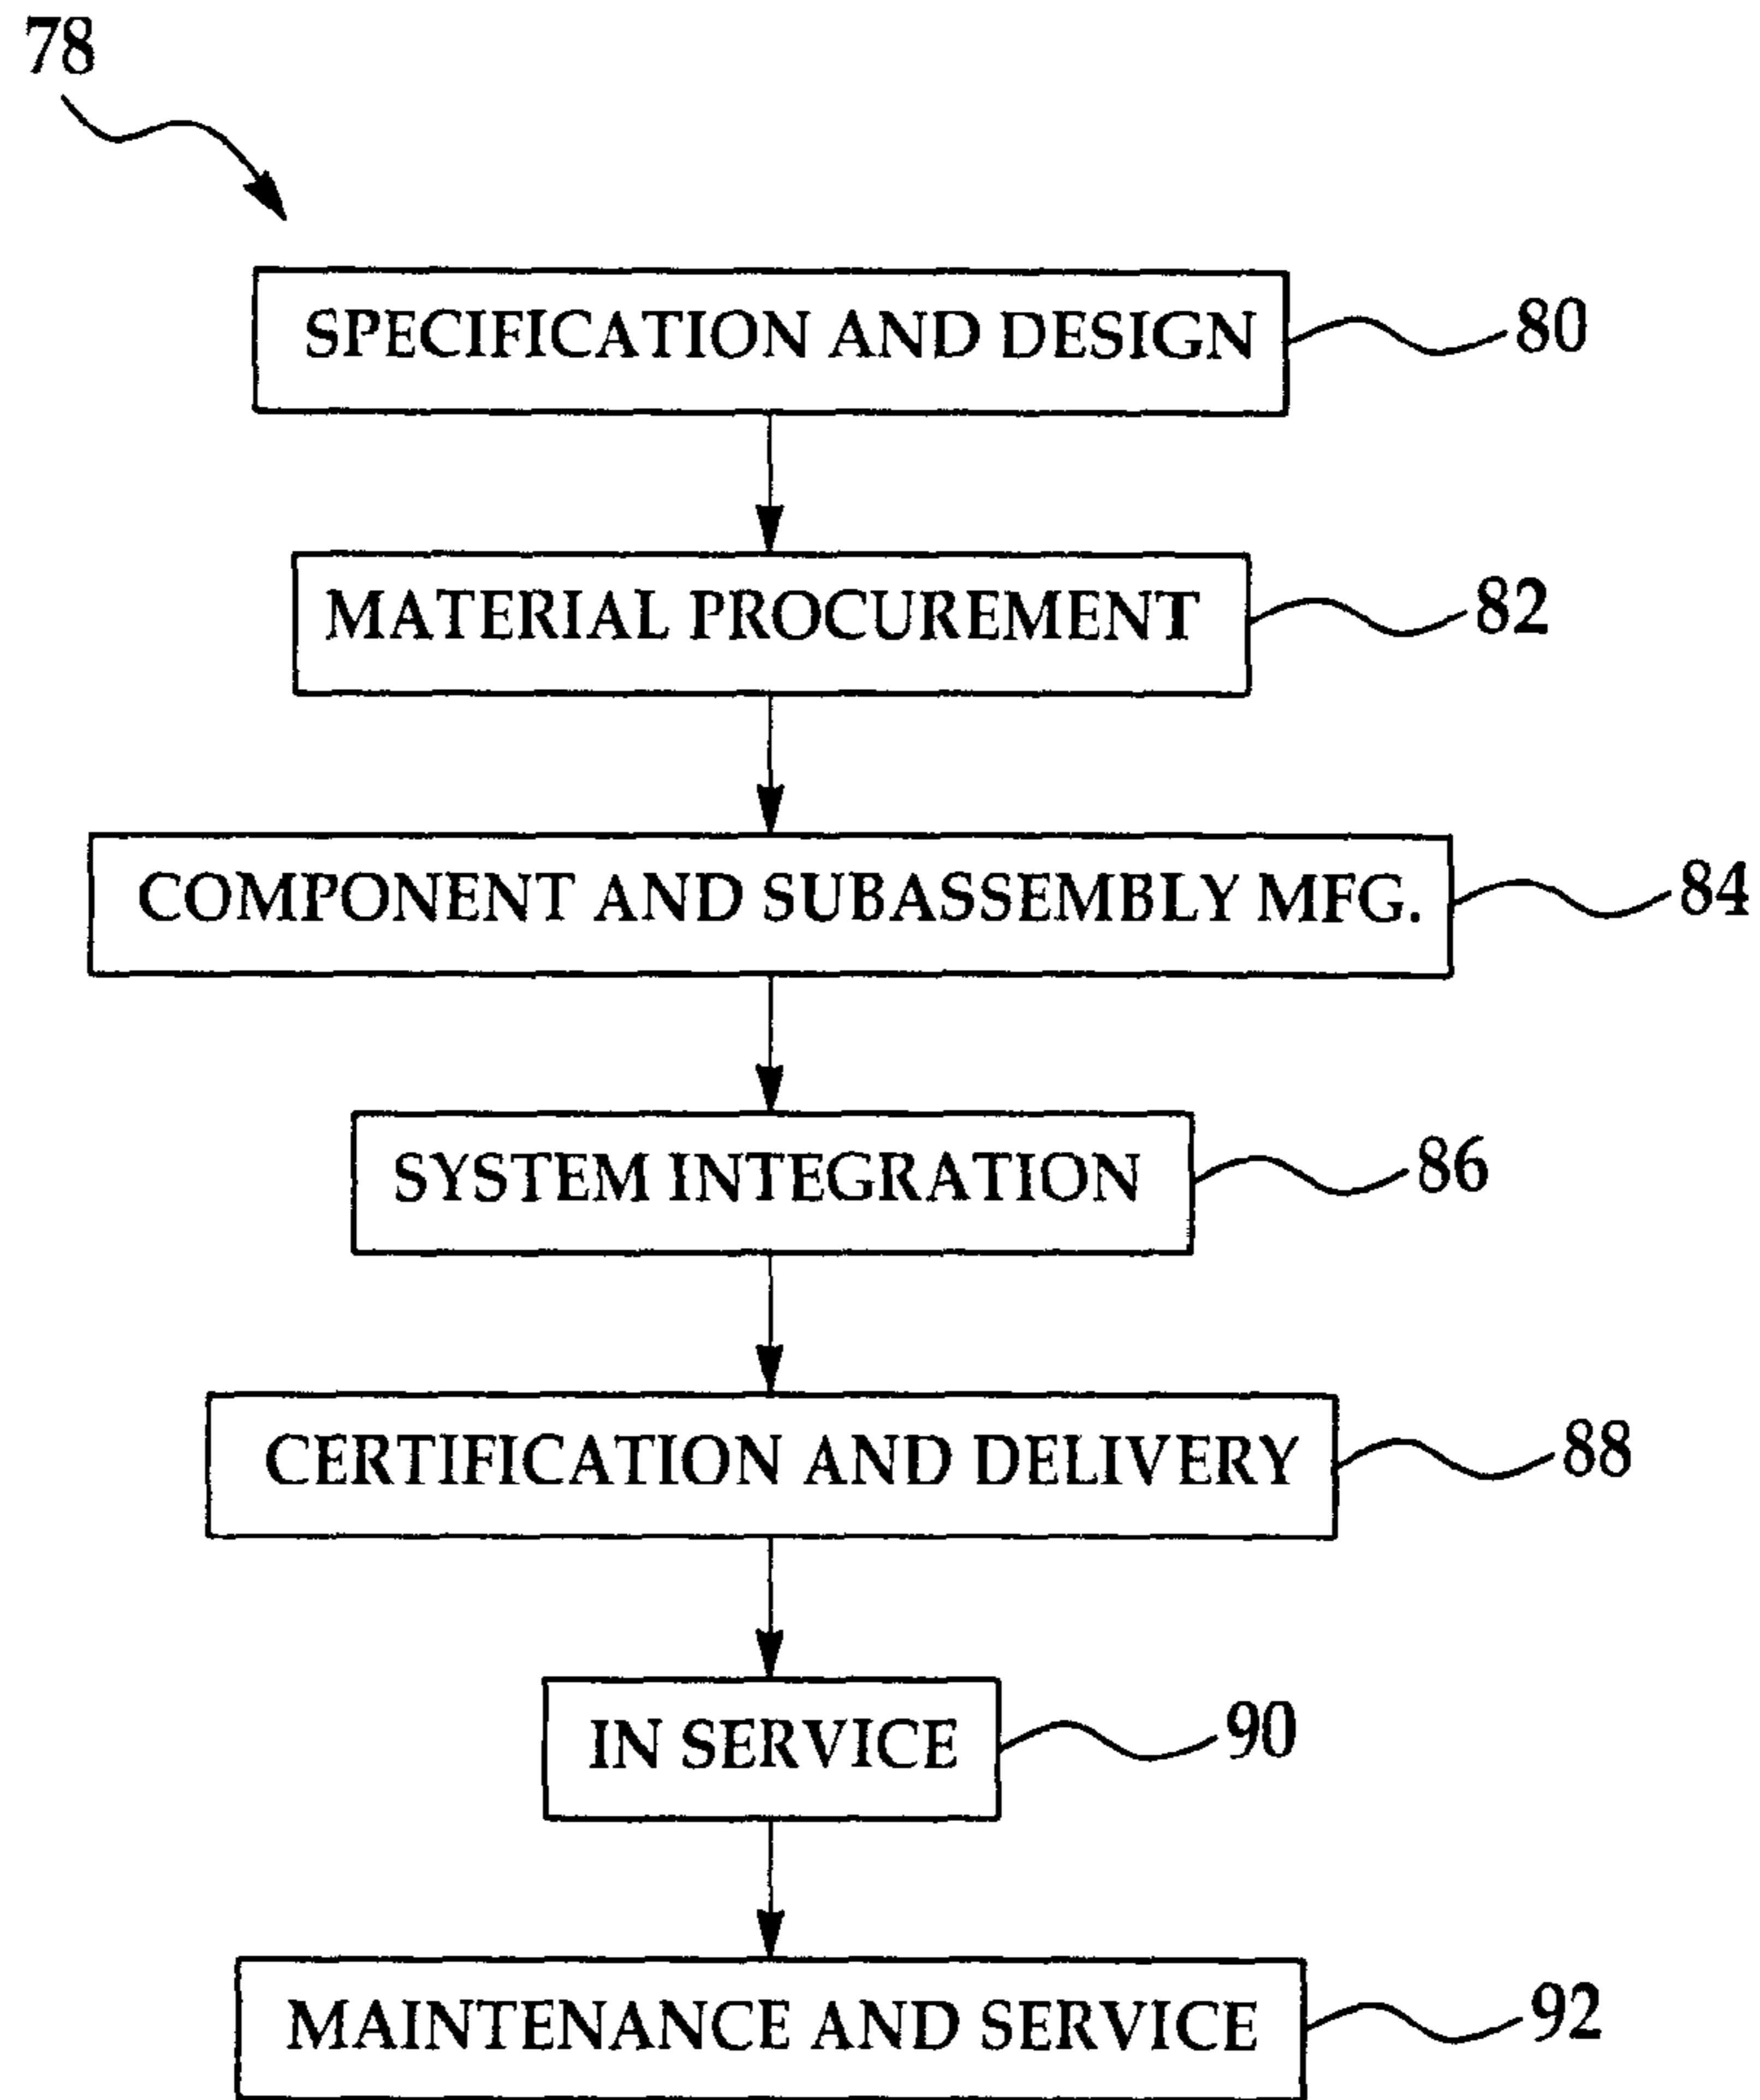 78
SPECIFICATION AND DESIGN 80
MATERIAL PROCUREMENT 82
COMPONENT AND SUBASSEMBLY MFG. 84
SYSTEM INTEGRATION 86
CERTIFICATION AND DELIVERY 88
IN SERVICE 90
MAINTENANCE AND SERVICE 92